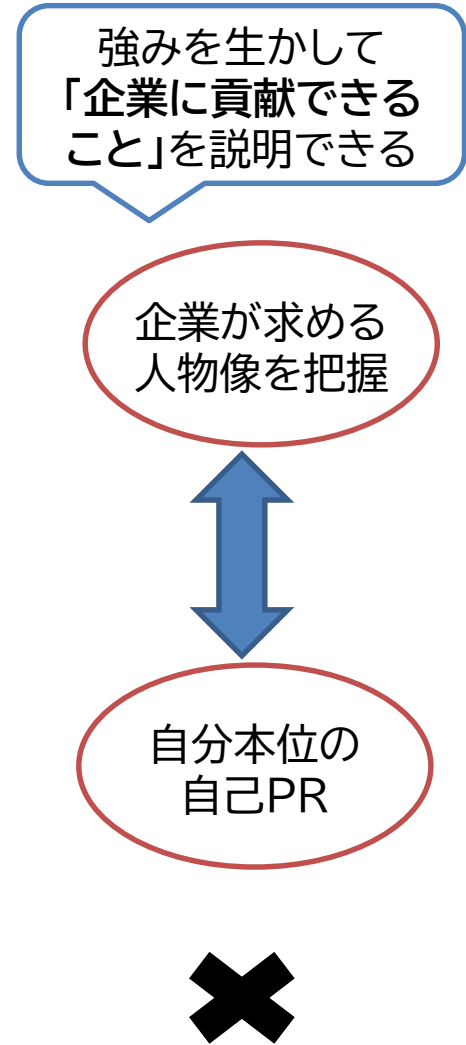 強みを生かして
「企業に貢献できる
こと」を説明できる
企業が求める
人物像を把握
自分本位の
自己PR